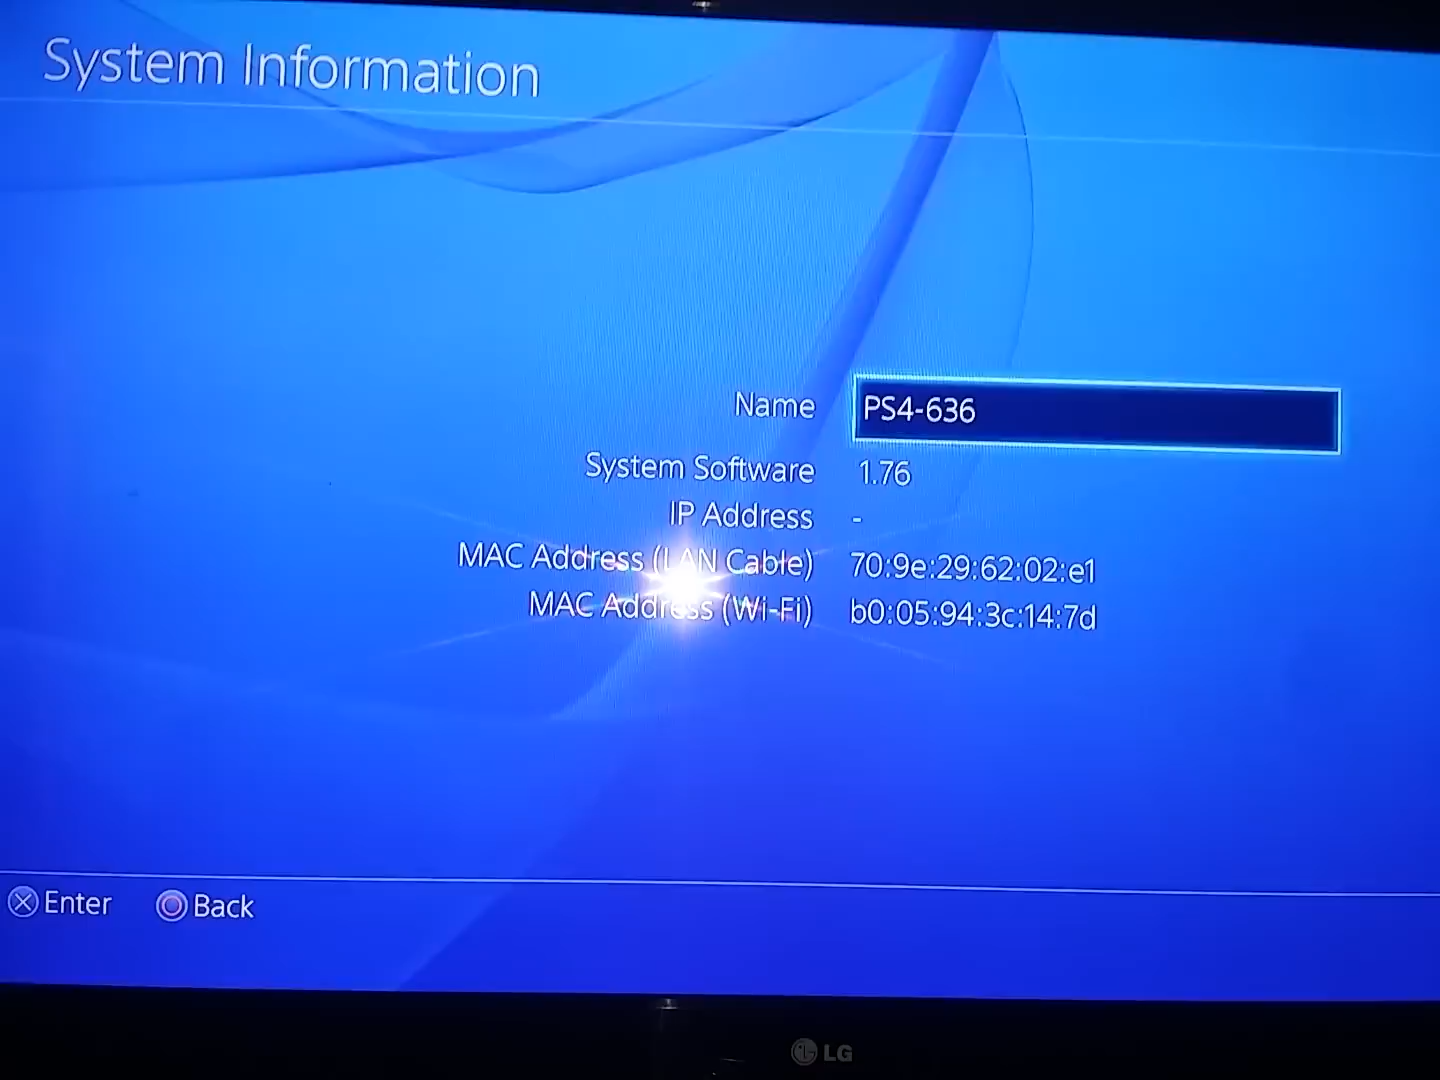 System Information
Name PS4-636
System Software 1.76
IP Address -
MAC Address (LAN Cable) 70:9e:29:62:02:e1
MAC Address (Wi-Fi) b0:05:94:3c:14:7d
Enter Back
LG